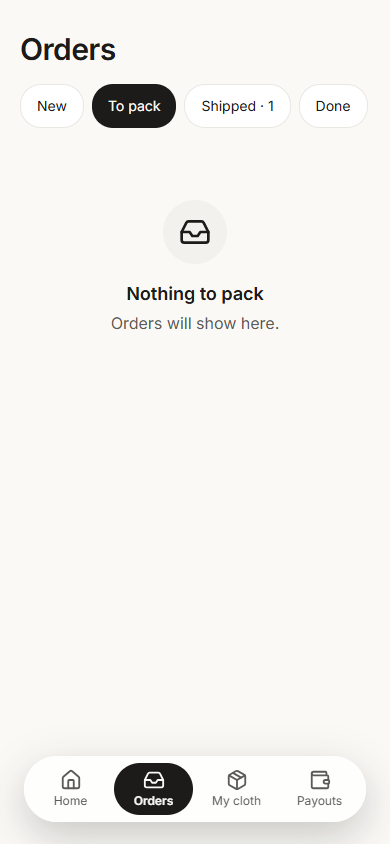 Orders
New
To pack
Shipped · 1
Done
Nothing to pack
Orders will show here.
Home
Orders
My cloth
Payouts